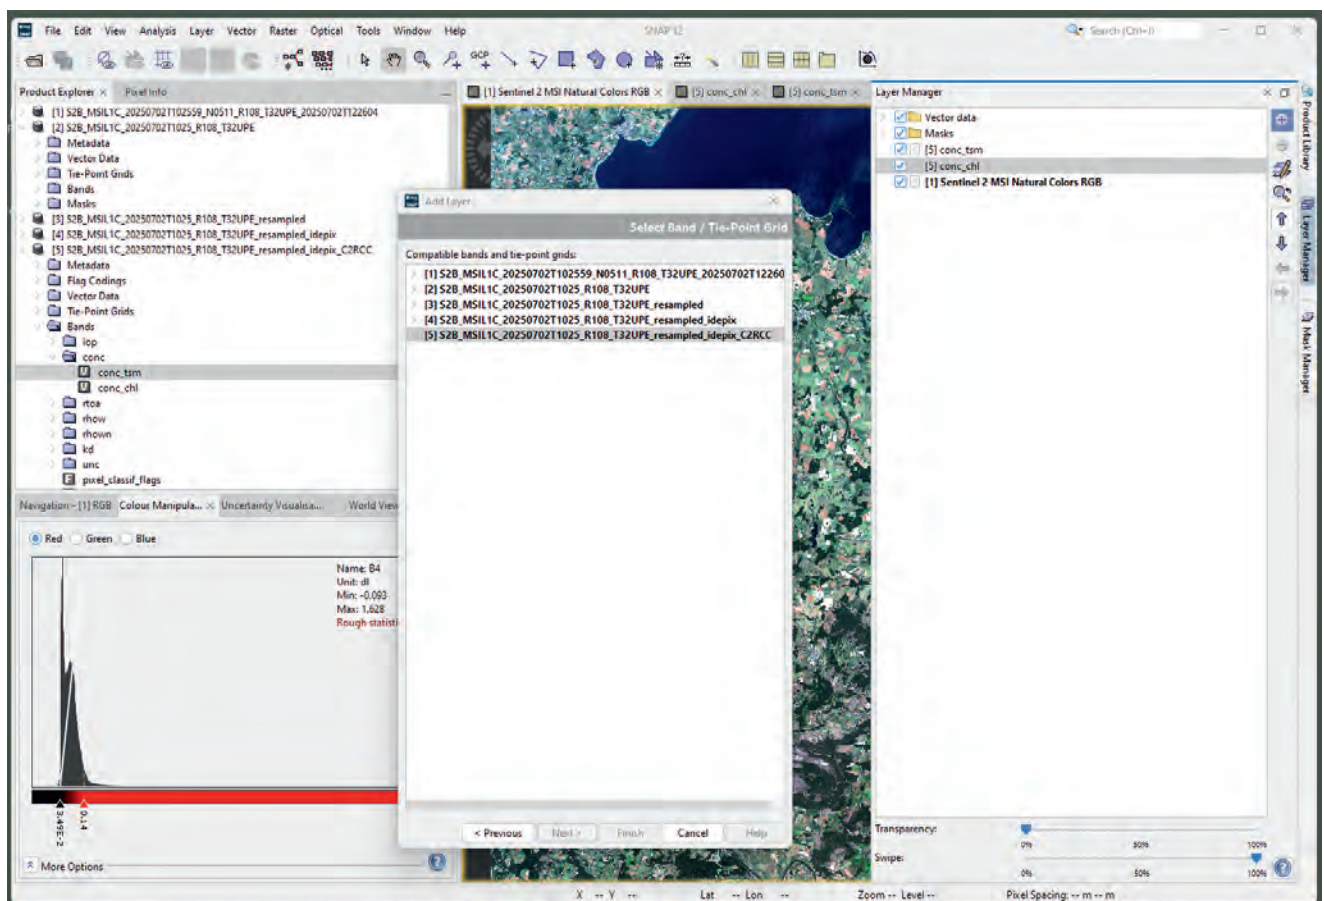 File Edit View Analysis Layer Vector Raster Optical Tools Window Help
SNAP 12
Search (Ctrl+I)
GCP
Product Explorer × Pixel Info
[1] S2B_MSIL1C_20250702T102559_N0511_R108_T32UPE_20250702T122604
[2] S2B_MSIL1C_20250702T1025_R108_T32UPE
Metadata
Vector Data
Tie-Point Grids
Bands
Masks
[3] S2B_MSIL1C_20250702T1025_R108_T32UPE_resampled
[4] S2B_MSIL1C_20250702T1025_R108_T32UPE_resampled_idepix
[5] S2B_MSIL1C_20250702T1025_R108_T32UPE_resampled_idepix_C2RCC
Metadata
Flag Codings
Vector Data
Tie-Point Grids
Bands
iop
conc
conc_tsm
conc_chl
rtoa
rhow
rhown
kd
unc
pixel_classif_flags
Navigation - [1] RGB Colour Manipula... × Uncertainty Visualisa... World View
Red Green Blue
Name: B4
Unit: dl
Min: -0.093
Max: 1,628
Rough statisti
3.49E-2
0.14
More Options
[1] Sentinel 2 MSI Natural Colors RGB × [5] conc_chl × [5] conc_tsm ×
Add Layer
Select Band / Tie-Point Grid
Compatible bands and tie-point grids:
[1] S2B_MSIL1C_20250702T102559_N0511_R108_T32UPE_20250702T12260
[2] S2B_MSIL1C_20250702T1025_R108_T32UPE
[3] S2B_MSIL1C_20250702T1025_R108_T32UPE_resampled
[4] S2B_MSIL1C_20250702T1025_R108_T32UPE_resampled_idepix
[5] S2B_MSIL1C_20250702T1025_R108_T32UPE_resampled_idepix_C2RCC
< Previous Next > Finish Cancel Help
Layer Manager
Vector data
Masks
[5] conc_tsm
[5] conc_chl
[1] Sentinel 2 MSI Natural Colors RGB
Transparency:
0% 50% 100%
Swipe:
0% 50% 100%
Product Library
Layer Manager
Mask Manager
X -- Y -- Lat -- Lon -- Zoom -- Level -- Pixel Spacing: -- m -- m